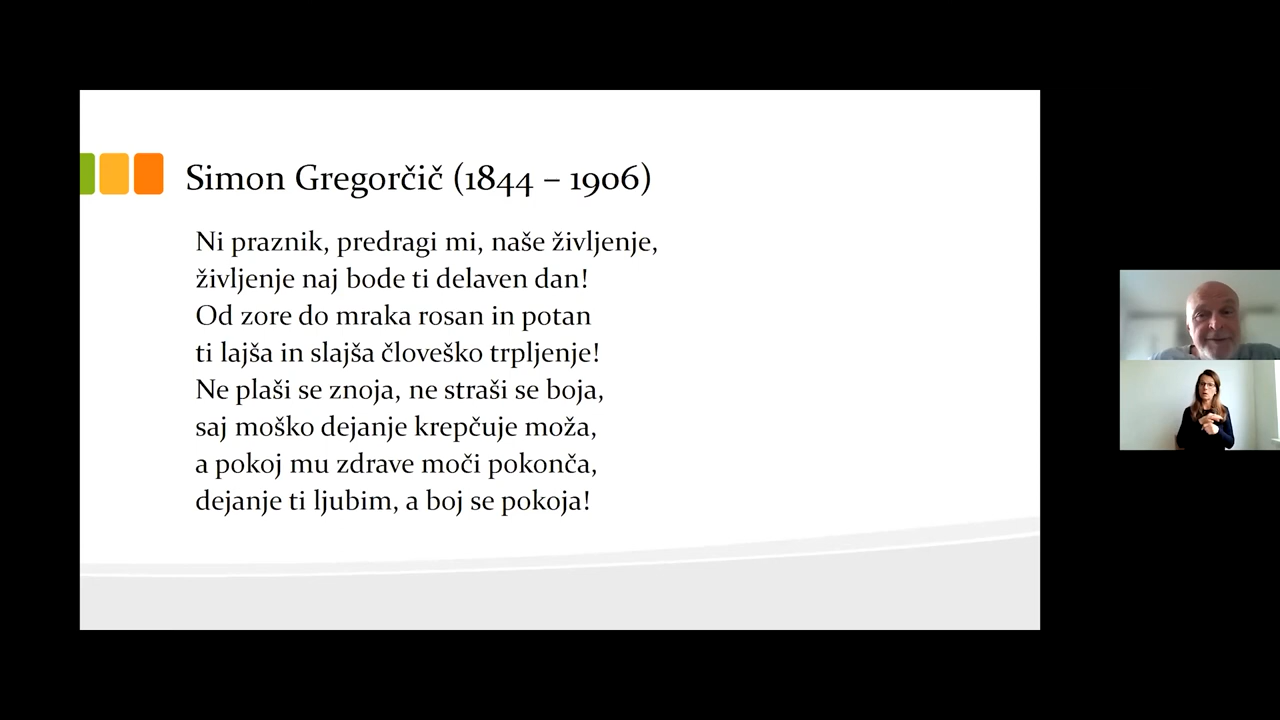 Simon Gregorčič (1844 – 1906)
Ni praznik, predragi mi, naše življenje,
življenje naj bode ti delaven dan!
Od zore do mraka rosan in potan
ti lajša in slajša človeško trpljenje!
Ne plaši se znoja, ne straši se boja,
saj moško dejanje krepčuje moža,
a pokoj mu zdrave moči pokonča,
dejanje ti ljubim, a boj se pokoja!